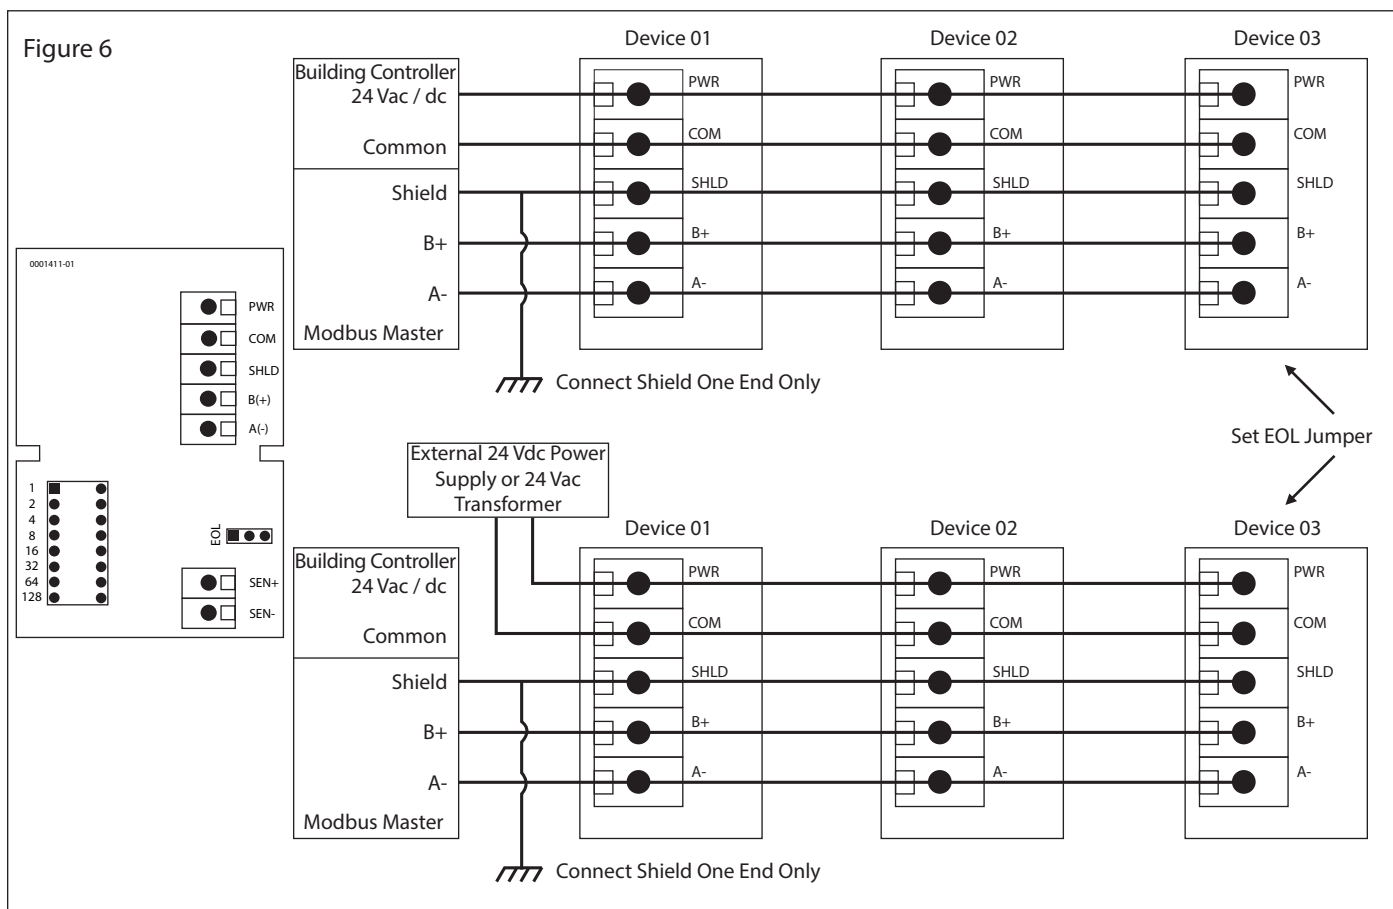 Figure 6
0001411-01
PWR
COM
SHLD
B(+)
A(-)
1
2
4
8
16
32
64
128
EOL
SEN+
SEN-
Building Controller
24 Vac / dc
Common
Shield
B+
A-
Modbus Master
Device 01
PWR
COM
SHLD
B+
A-
Device 02
PWR
COM
SHLD
B+
A-
Device 03
PWR
COM
SHLD
B+
A-
Connect Shield One End Only
Set EOL Jumper
External 24 Vdc Power
Supply or 24 Vac
Transformer
Building Controller
24 Vac / dc
Common
Shield
B+
A-
Modbus Master
Device 01
PWR
COM
SHLD
B+
A-
Device 02
PWR
COM
SHLD
B+
A-
Device 03
PWR
COM
SHLD
B+
A-
Connect Shield One End Only